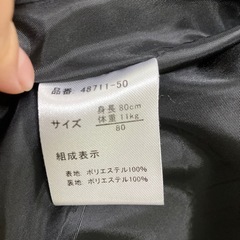 品番 48711-50
サイズ 身長 80cm
体重 11kg
80
組成表示
表地 ポリエステル100%
裏地 ポリエステル100%